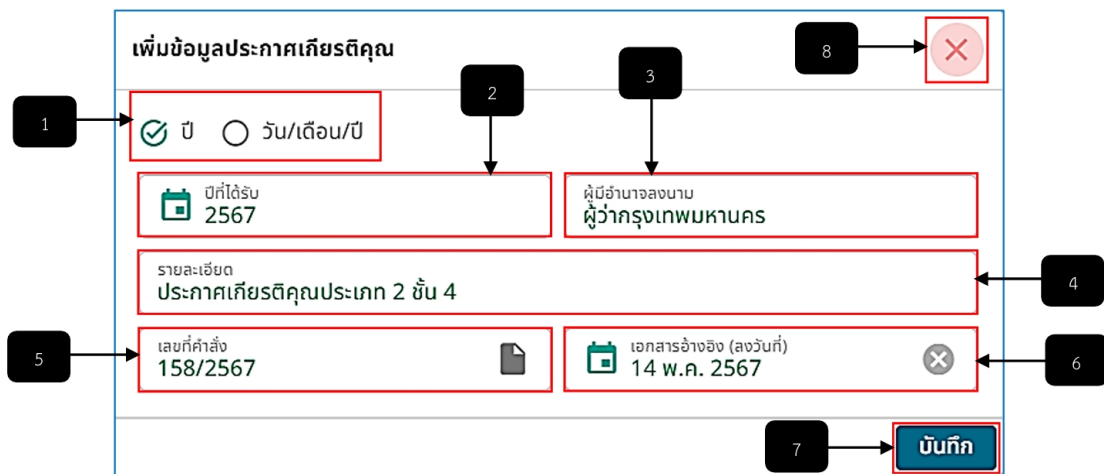 เพิ่มข้อมูลประกาศเกียรติคุณ
8
1
2
3
ปี วัน/เดือน/ปี
ปีที่ได้รับ
2567
ผู้มีอำนาจลงนาม
ผู้ว่ากรุงเทพมหานคร
รายละเอียด
ประกาศเกียรติคุณประเภท 2 ชั้น 4
4
5
เลขที่คำสั่ง
158/2567
เอกสารอ้างอิง (ลงวันที่)
14 พ.ค. 2567
6
7
บันทึก